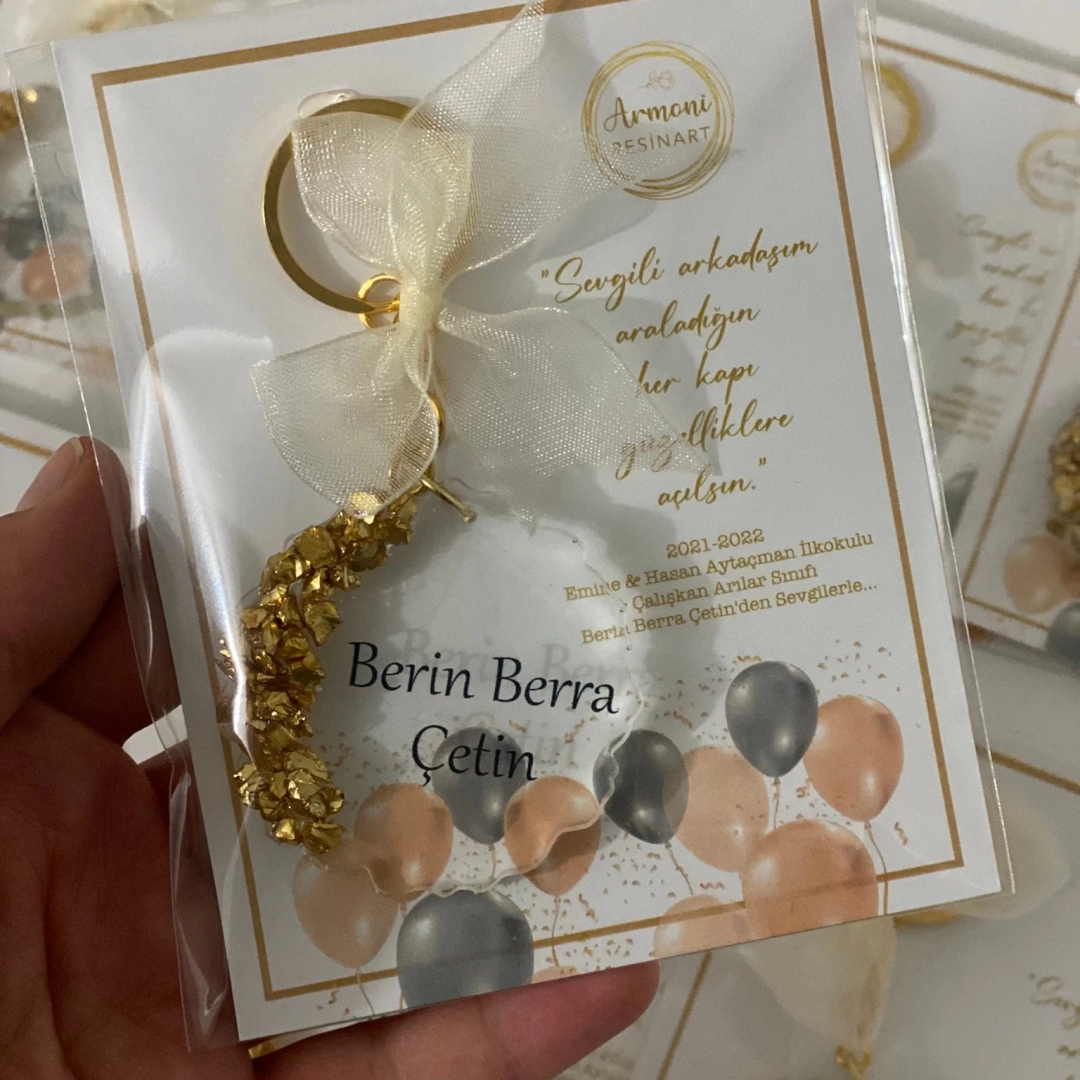 Armoni
RESİNART
"Sevgili arkadaşım
araladığın
her kapı
güzelliklere
açılsın."
2021-2022
Emine & Hasan Aytaçman İlkokulu
Çalışkan Arılar Sınıfı
Berin Berra Çetin'den Sevgilerle...
Berin Berra
Çetin